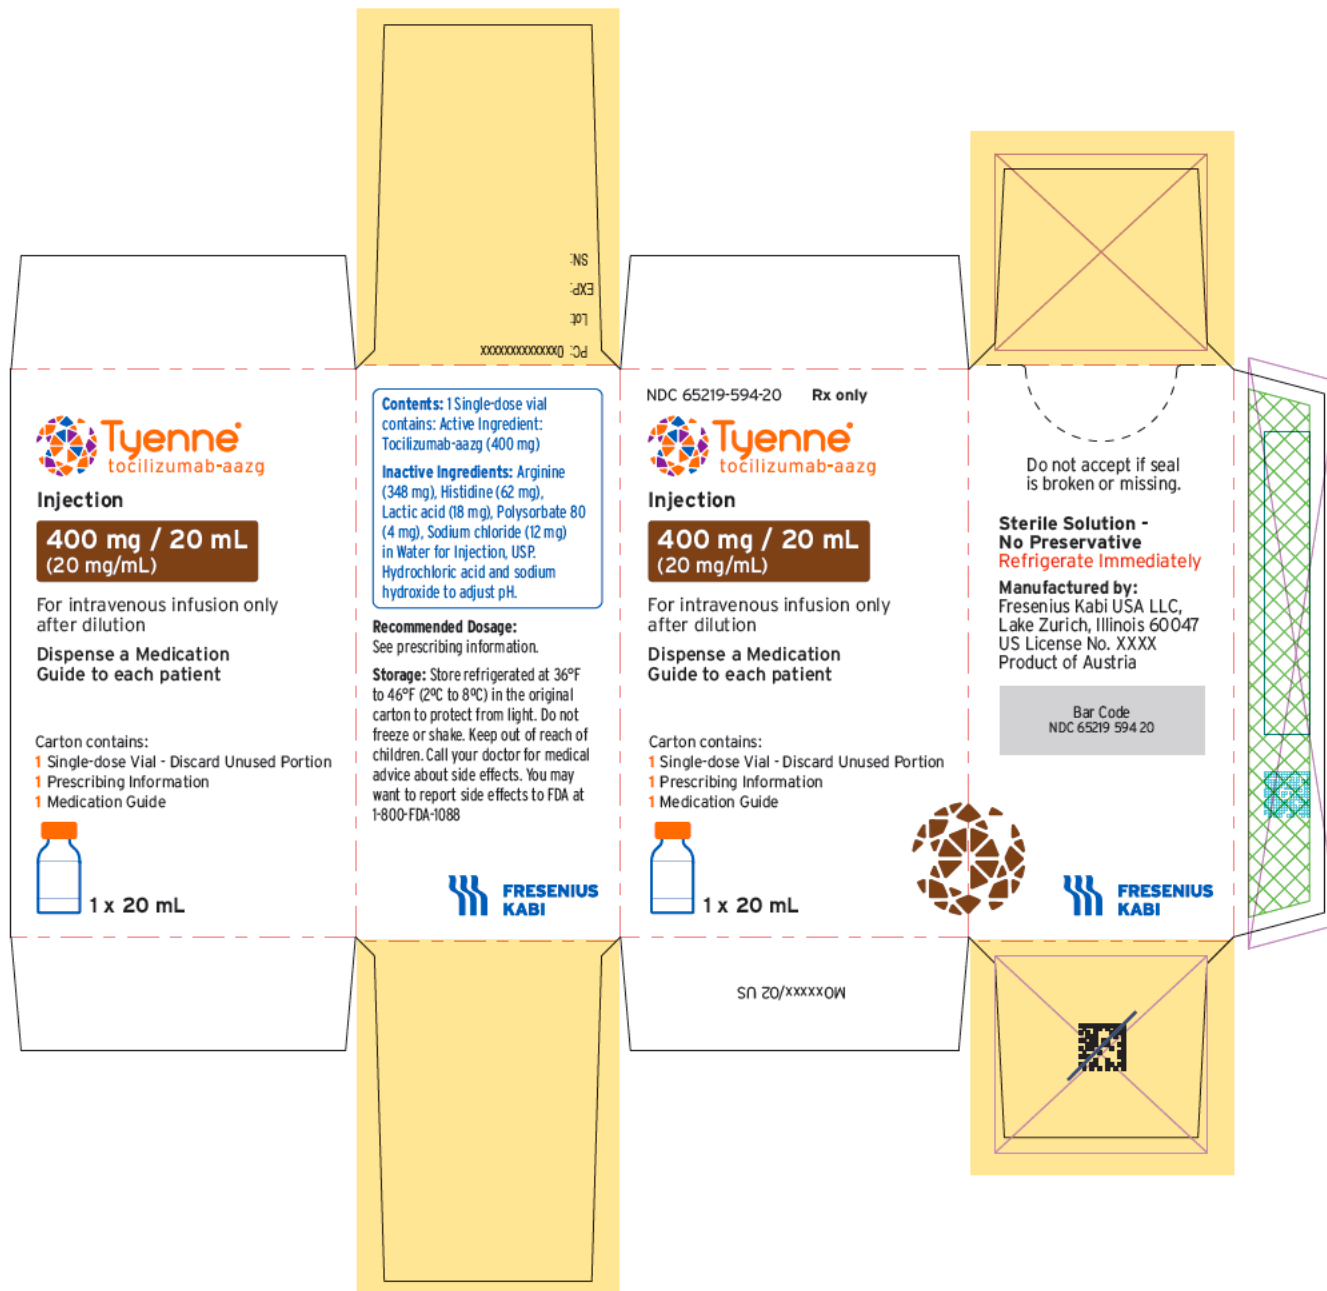 Tyenne®
tocilizumab-aazg
Injection
400 mg / 20 mL
(20 mg/mL)
For intravenous infusion only
after dilution
Dispense a Medication
Guide to each patient
Carton contains:
1 Single-dose Vial - Discard Unused Portion
1 Prescribing Information
1 Medication Guide
1 x 20 mL
PC: 0xxxxxxxxxxxxx
Lot:
EXP:
SN:
Contents: 1 Single-dose vial
contains: Active Ingredient:
Tocilizumab-aazg (400 mg)
Inactive Ingredients: Arginine
(348 mg), Histidine (62 mg),
Lactic acid (18 mg), Polysorbate 80
(4 mg), Sodium chloride (12 mg)
in Water for Injection, USP.
Hydrochloric acid and sodium
hydroxide to adjust pH.
Recommended Dosage:
See prescribing information.
Storage: Store refrigerated at 36°F
to 46°F (2ºC to 8ºC) in the original
carton to protect from light. Do not
freeze or shake. Keep out of reach of
children. Call your doctor for medical
advice about side effects. You may
want to report side effects to FDA at
1-800-FDA-1088
FRESENIUS
KABI
NDC 65219-594-20 Rx only
Tyenne®
tocilizumab-aazg
Injection
400 mg / 20 mL
(20 mg/mL)
For intravenous infusion only
after dilution
Dispense a Medication
Guide to each patient
Carton contains:
1 Single-dose Vial - Discard Unused Portion
1 Prescribing Information
1 Medication Guide
1 x 20 mL
M0xxxxx/02 US
Do not accept if seal
is broken or missing.
Sterile Solution -
No Preservative
Refrigerate Immediately
Manufactured by:
Fresenius Kabi USA LLC,
Lake Zurich, Illinois 60047
US License No. XXXX
Product of Austria
Bar Code
NDC 65219 594 20
FRESENIUS
KABI